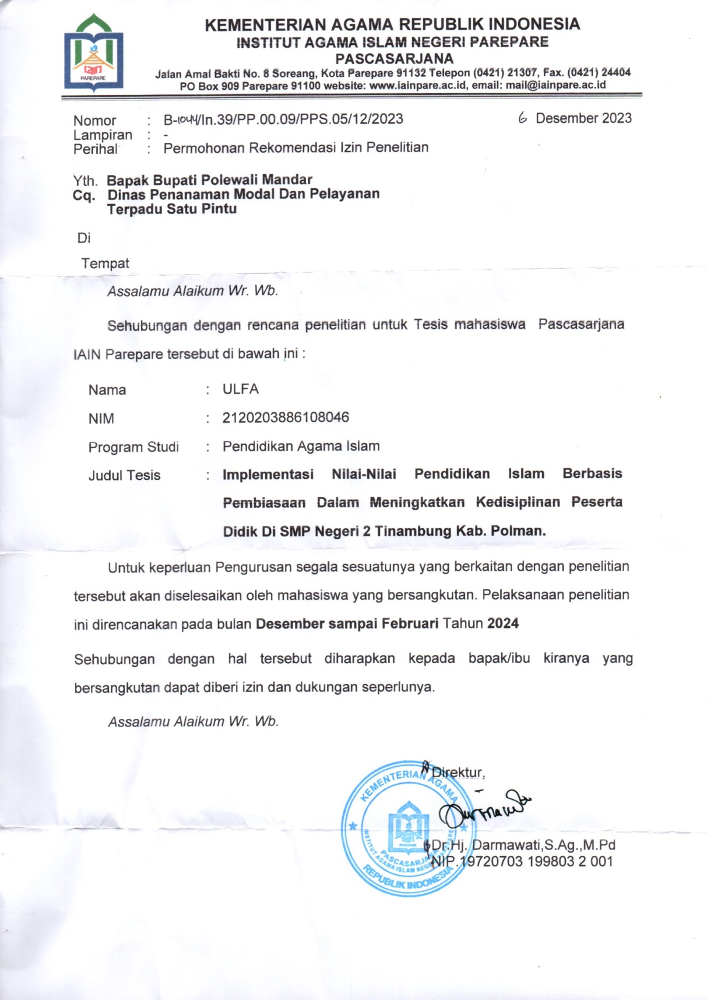 KEMENTERIAN AGAMA REPUBLIK INDONESIA
INSTITUT AGAMA ISLAM NEGERI PAREPARE
PASCASARJANA
Jalan Amal Bakti No. 8 Soreang, Kota Parepare 91132 Telepon (0421) 21307, Fax. (0421) 24404
PO Box 909 Parepare 91100 website: www.iainpare.ac.id, email: mail@iainpare.ac.id
iain
PAREPARE
Nomor : B-1044/In.39/PP.00.09/PPS.05/12/2023 6 Desember 2023
Lampiran : -
Perihal : Permohonan Rekomendasi Izin Penelitian
Yth. Bapak Bupati Polewali Mandar
Cq. Dinas Penanaman Modal Dan Pelayanan
Terpadu Satu Pintu
Di
Tempat
Assalamu Alaikum Wr. Wb.
Sehubungan dengan rencana penelitian untuk Tesis mahasiswa Pascasarjana
IAIN Parepare tersebut di bawah ini :
Nama : ULFA
NIM : 2120203886108046
Program Studi : Pendidikan Agama Islam
Judul Tesis : Implementasi Nilai-Nilai Pendidikan Islam Berbasis
Pembiasaan Dalam Meningkatkan Kedisiplinan Peserta
Didik Di SMP Negeri 2 Tinambung Kab. Polman.
Untuk keperluan Pengurusan segala sesuatunya yang berkaitan dengan penelitian
tersebut akan diselesaikan oleh mahasiswa yang bersangkutan. Pelaksanaan penelitian
ini direncanakan pada bulan Desember sampai Februari Tahun 2024
Sehubungan dengan hal tersebut diharapkan kepada bapak/ibu kiranya yang
bersangkutan dapat diberi izin dan dukungan seperlunya.
Assalamu Alaikum Wr. Wb.
Direktur,
KEMENTERIAN AGAMA
INSTITUT AGAMA ISLAM NEGERI PAREPARE
PASCASARJANA
REPUBLIK INDONESIA
Dr.Hj. Darmawati,S.Ag.,M.Pd
NIP.19720703 199803 2 001